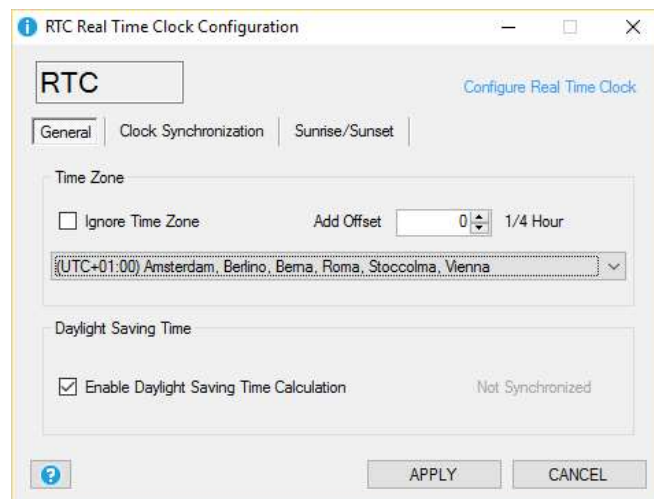 RTC Real Time Clock Configuration
RTC
Configure Real Time Clock
General Clock Synchronization Sunrise/Sunset
Time Zone
Ignore Time Zone Add Offset 0 1/4 Hour
(UTC+01:00) Amsterdam, Berlino, Berna, Roma, Stoccolma, Vienna
Daylight Saving Time
Enable Daylight Saving Time Calculation Not Synchronized
APPLY CANCEL